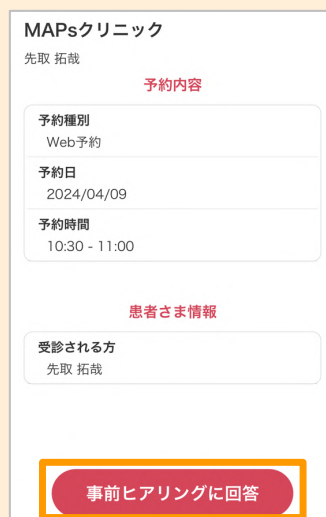 MAPsクリニック
先取 拓哉
予約内容
予約種別
Web予約
予約日
2024/04/09
予約時間
10:30 - 11:00
患者さま情報
受診される方
先取 拓哉
事前ヒアリングに回答